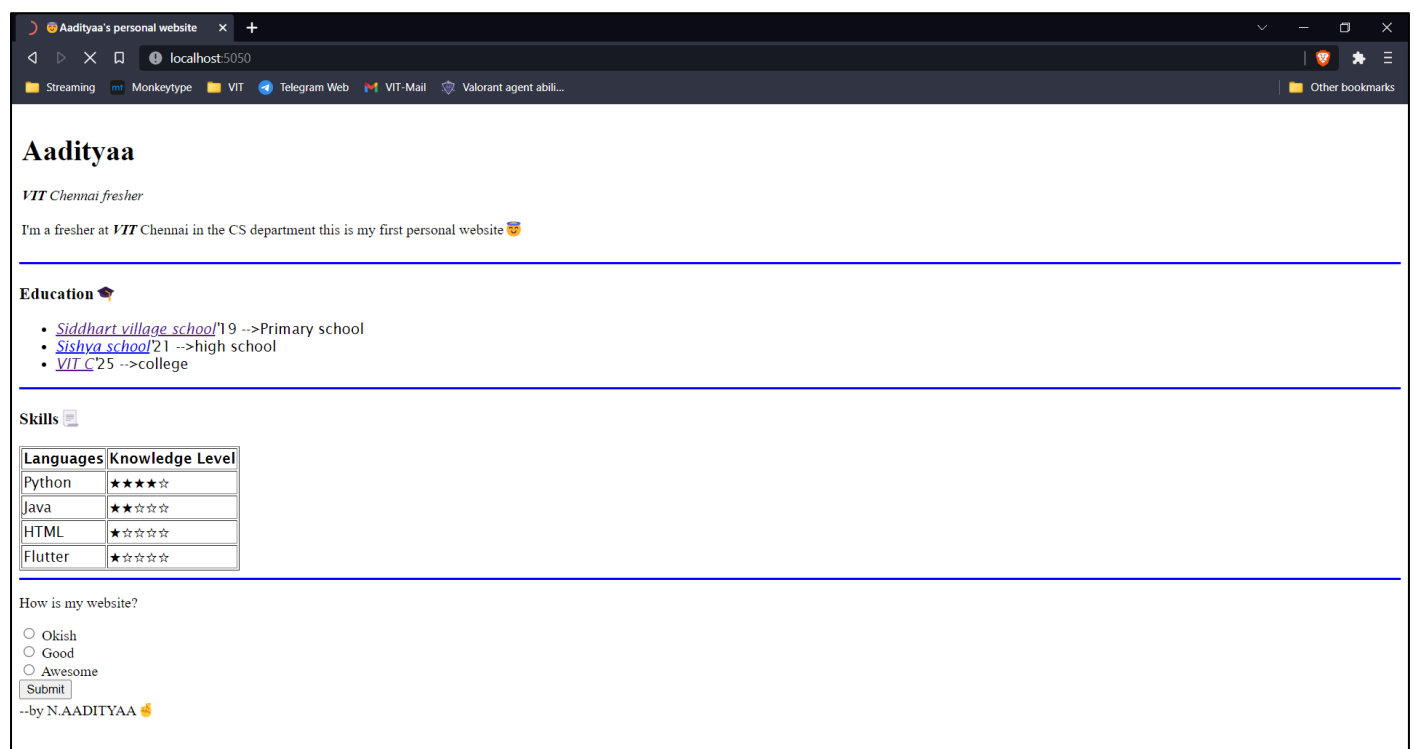 😇Aadityaa's personal website
localhost:5050
Streaming mt Monkeytype VIT Telegram Web VIT-Mail Valorant agent abili... Other bookmarks
Aadityaa
VIT Chennai fresher
I'm a fresher at VIT Chennai in the CS department this is my first personal website😇
Education 🎓
• Siddhart village school'19 -->Primary school
• Sishya school'21 -->high school
• VIT C'25 -->college
Skills 📃
Languages Knowledge Level
Python ★★★★☆
Java ★★☆☆☆
HTML ★☆☆☆☆
Flutter ★☆☆☆☆
How is my website?
Okish
Good
Awesome
Submit
--by N.AADITYAA🤞